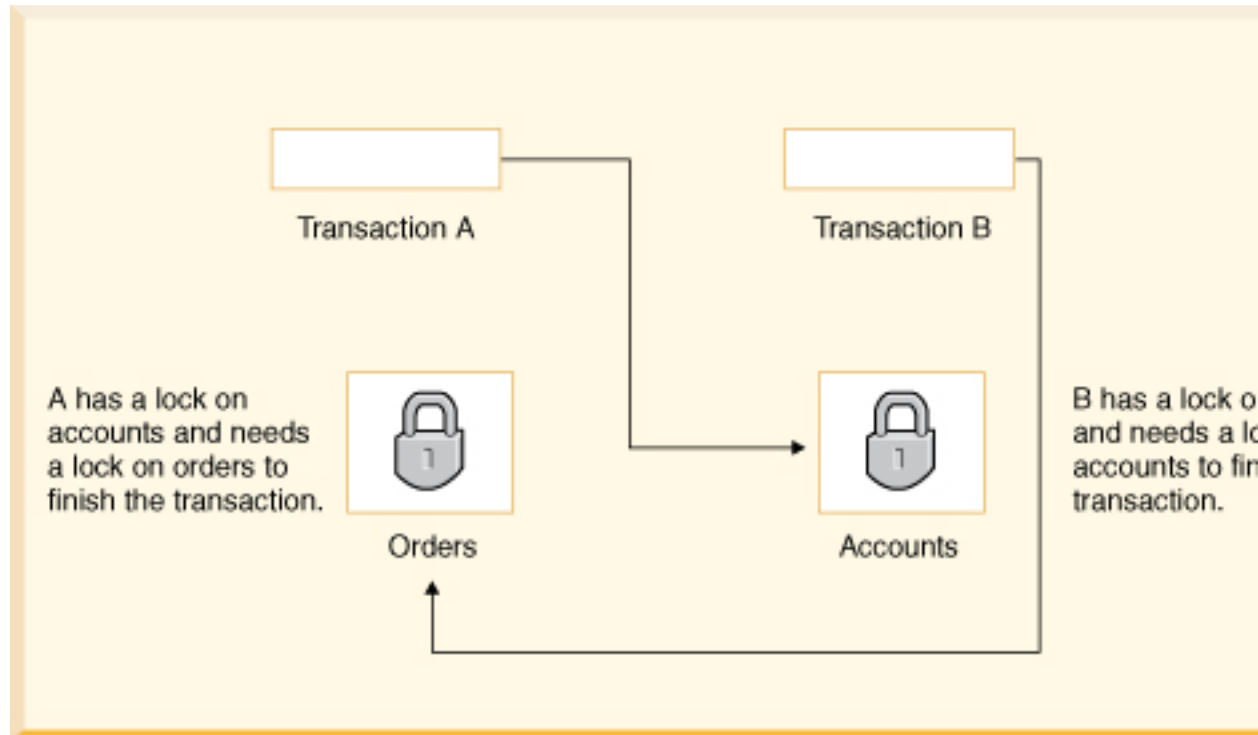 Transaction A
Transaction B
A has a lock on
accounts and needs
a lock on orders to
finish the transaction.
Orders
Accounts
B has a lock
and needs a
accounts to
transaction.